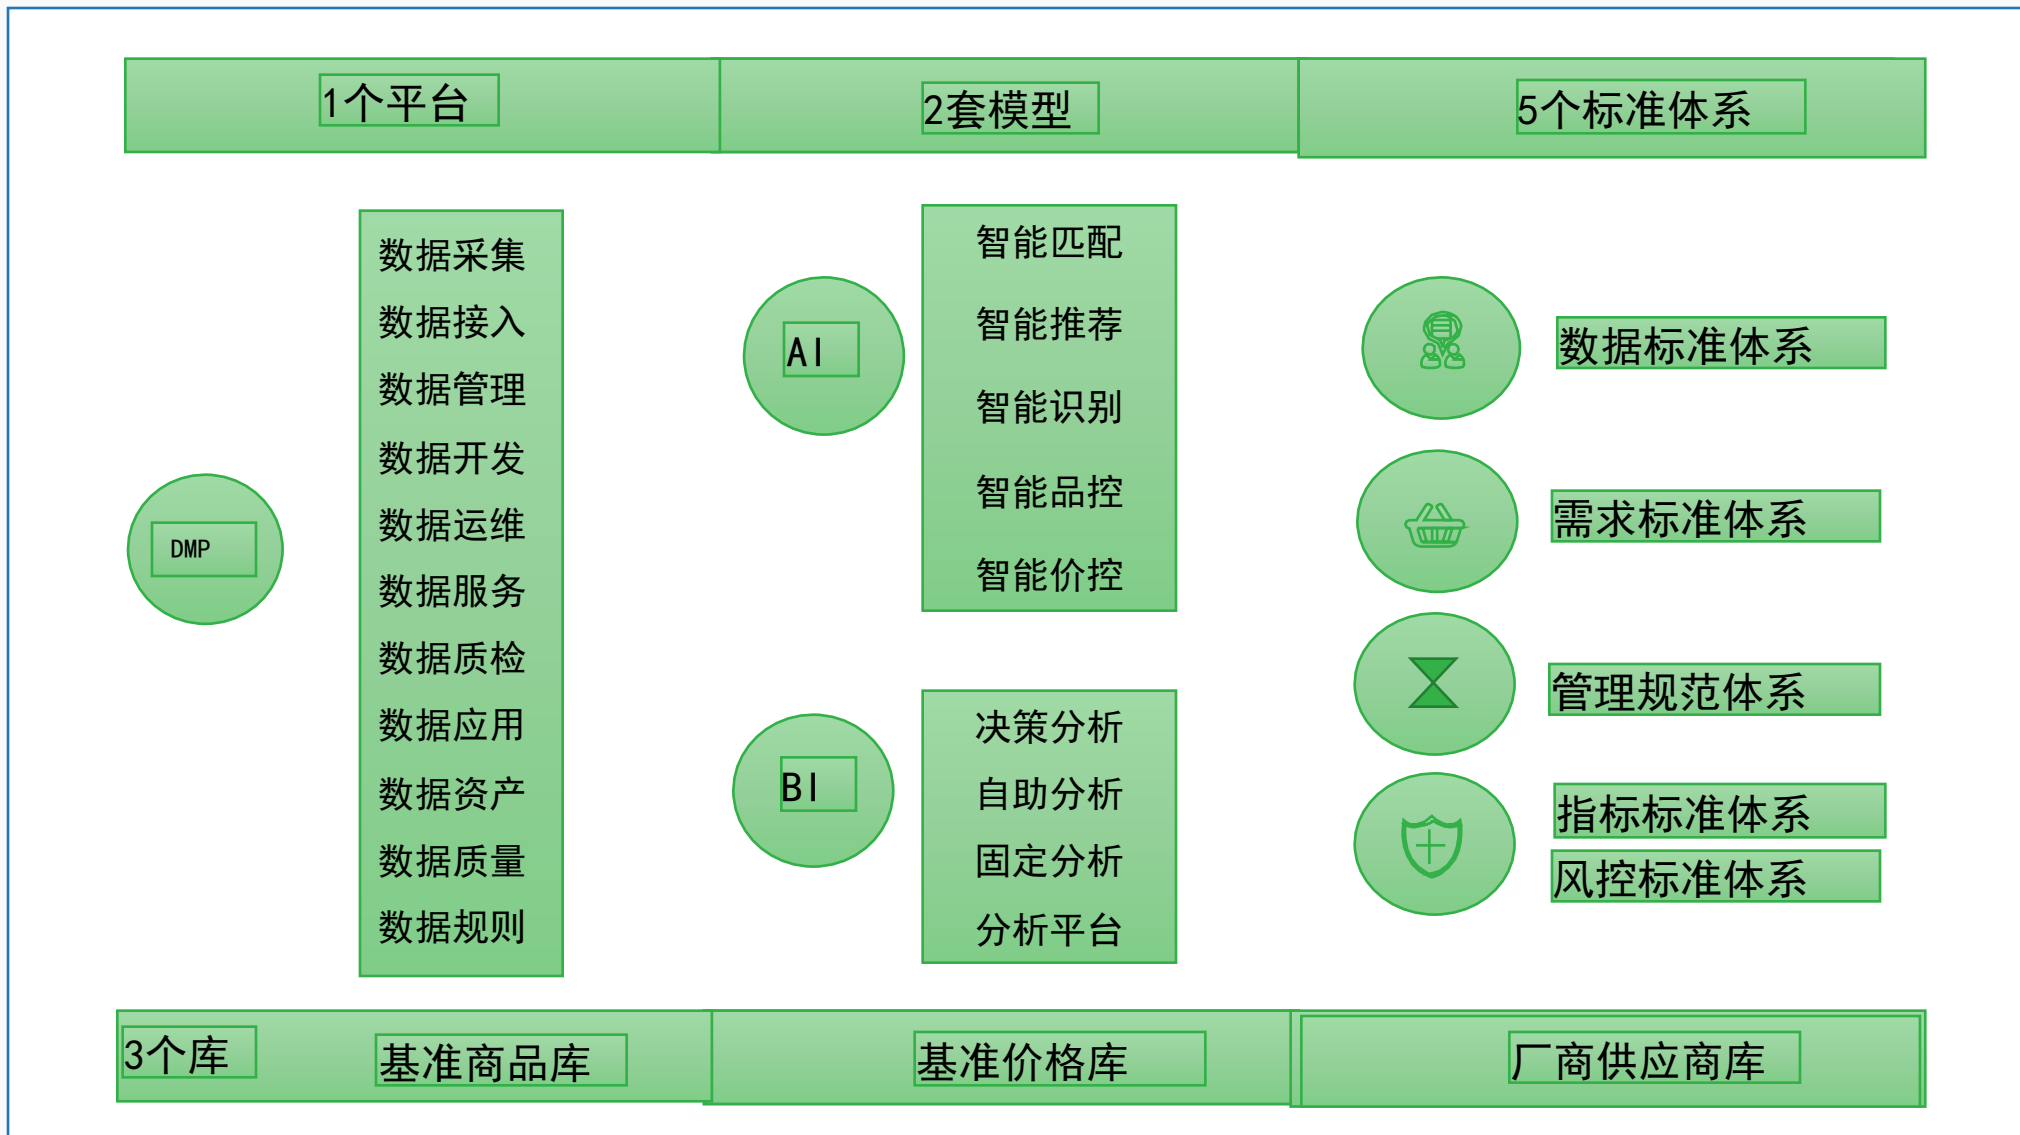 1个平台
2套模型
5个标准体系
DMP
数据采集
数据接入
数据管理
数据开发
数据运维
数据服务
数据质检
数据应用
数据资产
数据质量
数据规则
AI
智能匹配
智能推荐
智能识别
智能品控
智能价控
BI
决策分析
自助分析
固定分析
分析平台
数据标准体系
需求标准体系
管理规范体系
指标标准体系
风控标准体系
3个库
基准商品库
基准价格库
厂商供应商库